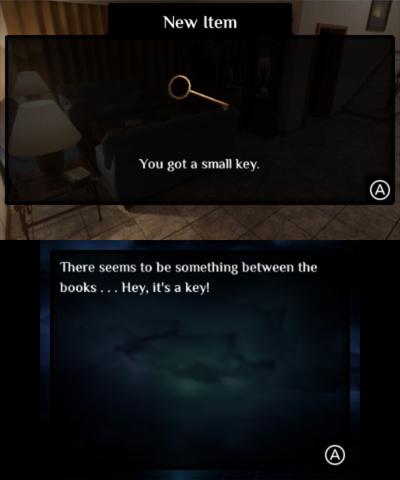 New Item
You got a small key.
A
There seems to be something between the
books . . . Hey, it's a key!
A